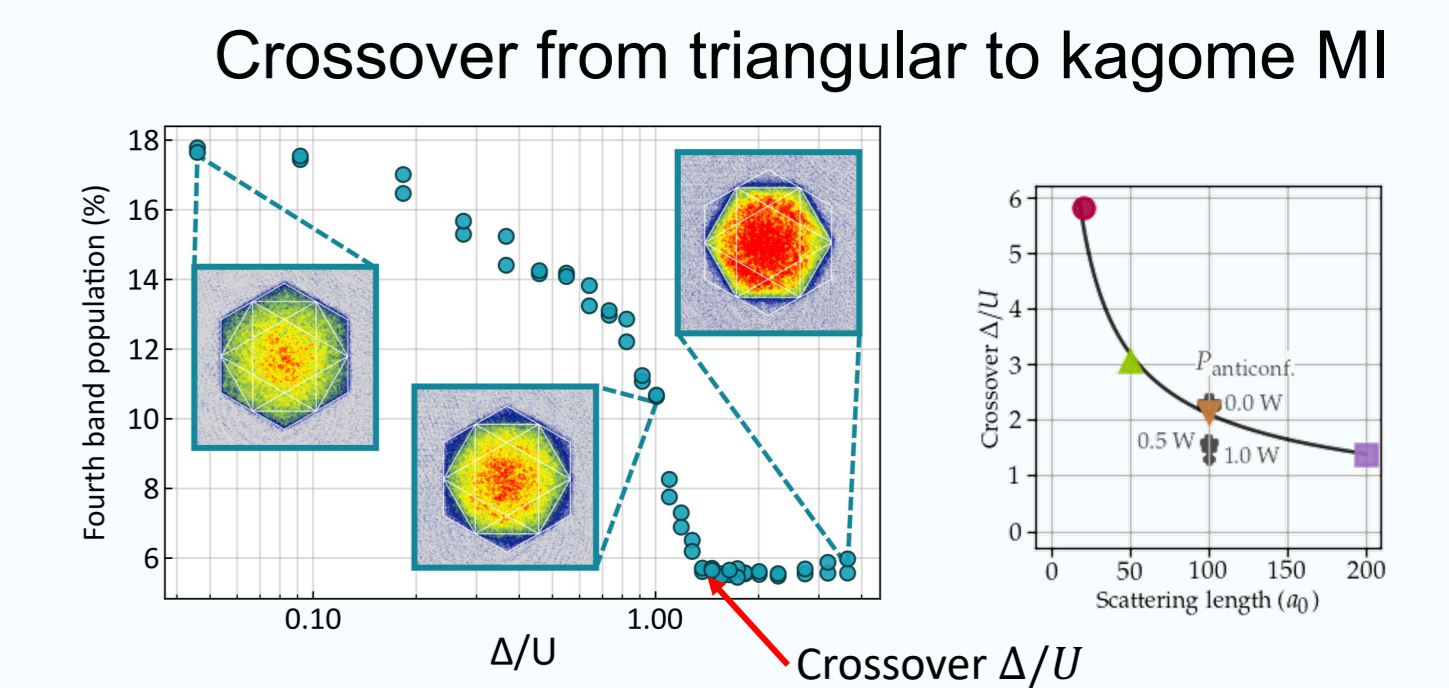 Crossover from triangular to kagome MI
Fourth band population (%)
18
16
14
12
10
8
6
0.10
1.00
Δ/U
Crossover Δ/U
Crossover Δ/U
6
5
4
3
2
1
0
P anticonf.
0.0 W
0.5 W
1.0 W
0
50
100
150
200
Scattering length (a0)